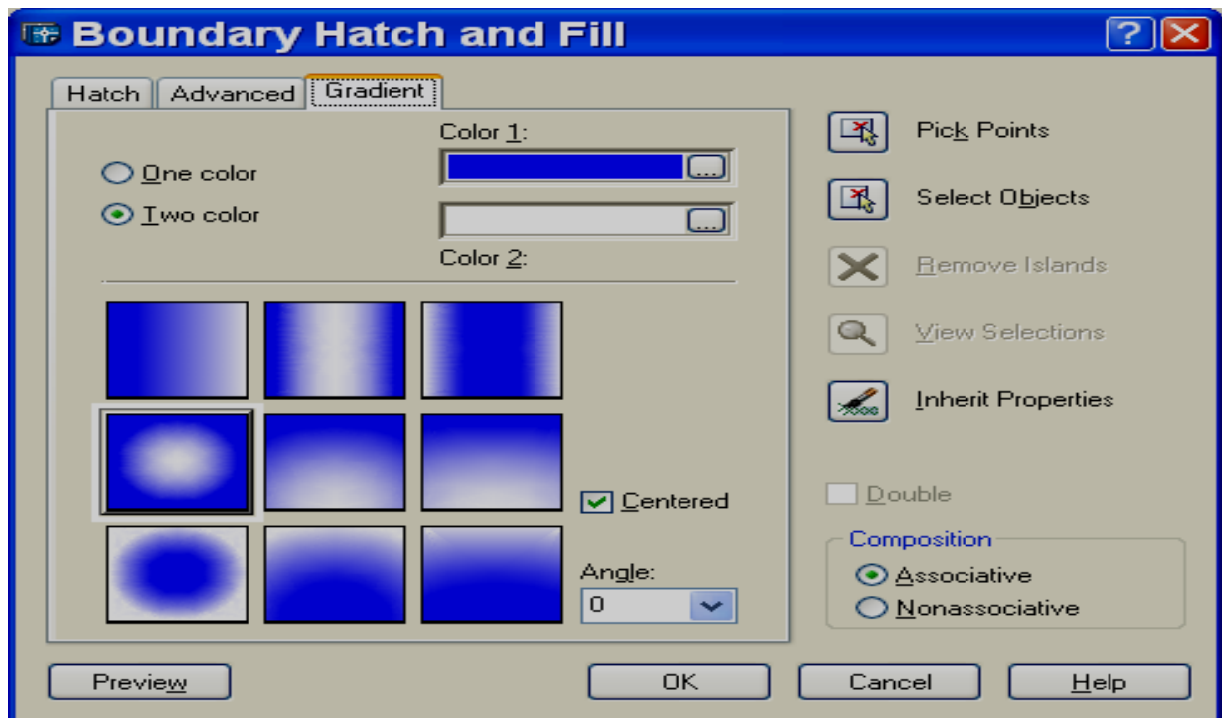 Boundary Hatch and Fill
Hatch Advanced Gradient
Color 1:
One color
...
Two color
...
Color 2:
Centered
Angle:
0
Pick Points
Select Objects
Remove Islands
View Selections
Inherit Properties
Double
Composition
Associative
Nonassociative
Preview OK Cancel Help